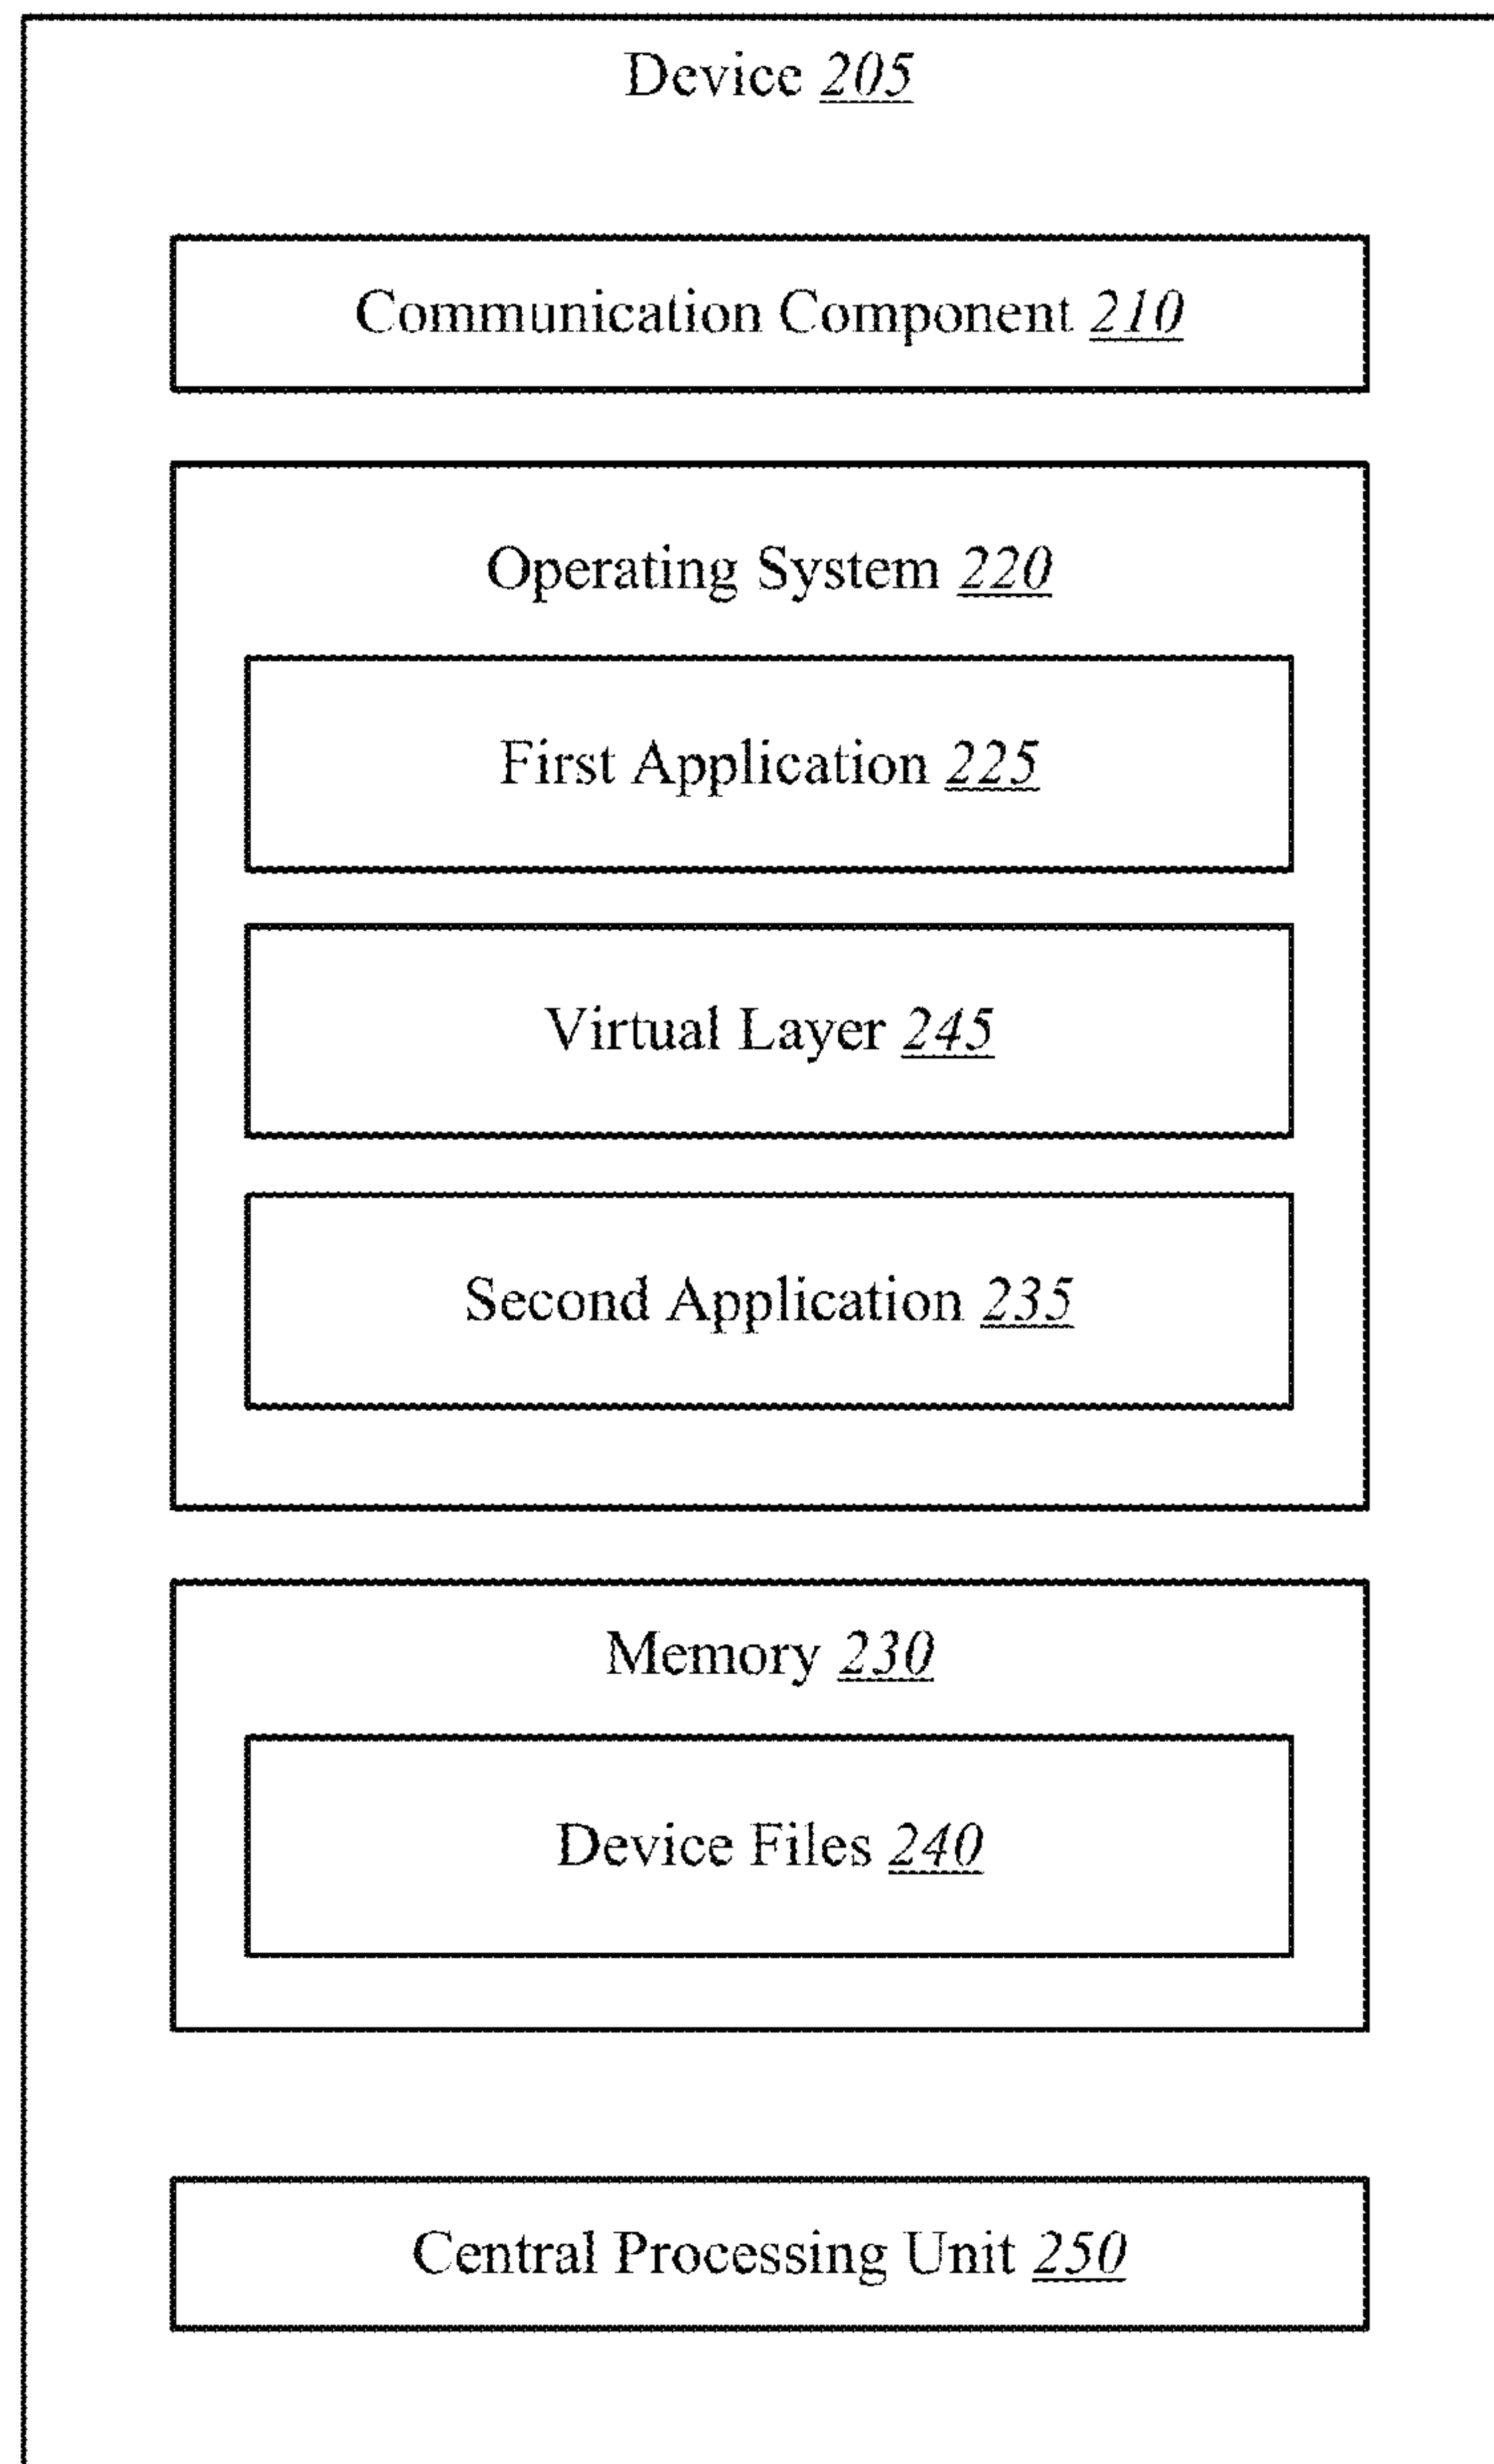 Device 205
Communication Component 210
Operating System 220
First Application 225
Virtual Layer 245
Second Application 235
Memory 230
Device Files 240
Central Processing Unit 250